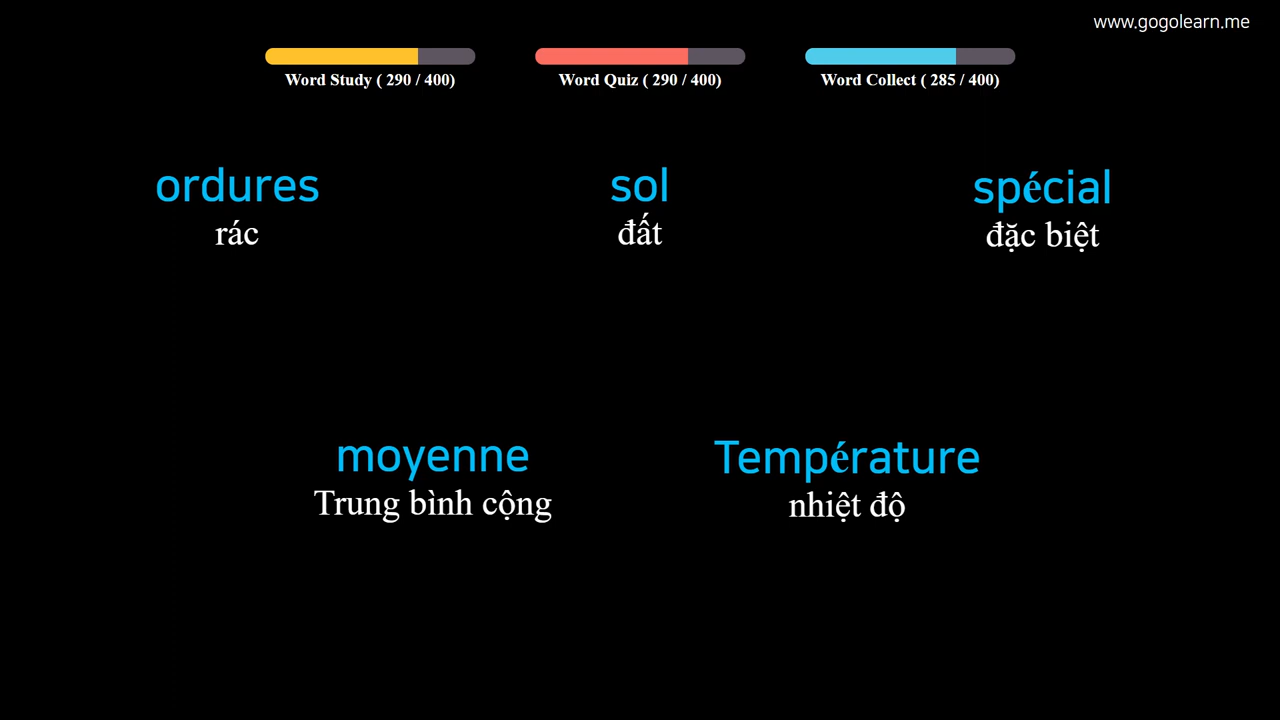 www.gogolearn.me
Word Study ( 290 / 400)
Word Quiz ( 290 / 400)
Word Collect ( 285 / 400)
ordures
rác
sol
đất
spécial
đặc biệt
moyenne
Trung bình cộng
Température
nhiệt độ